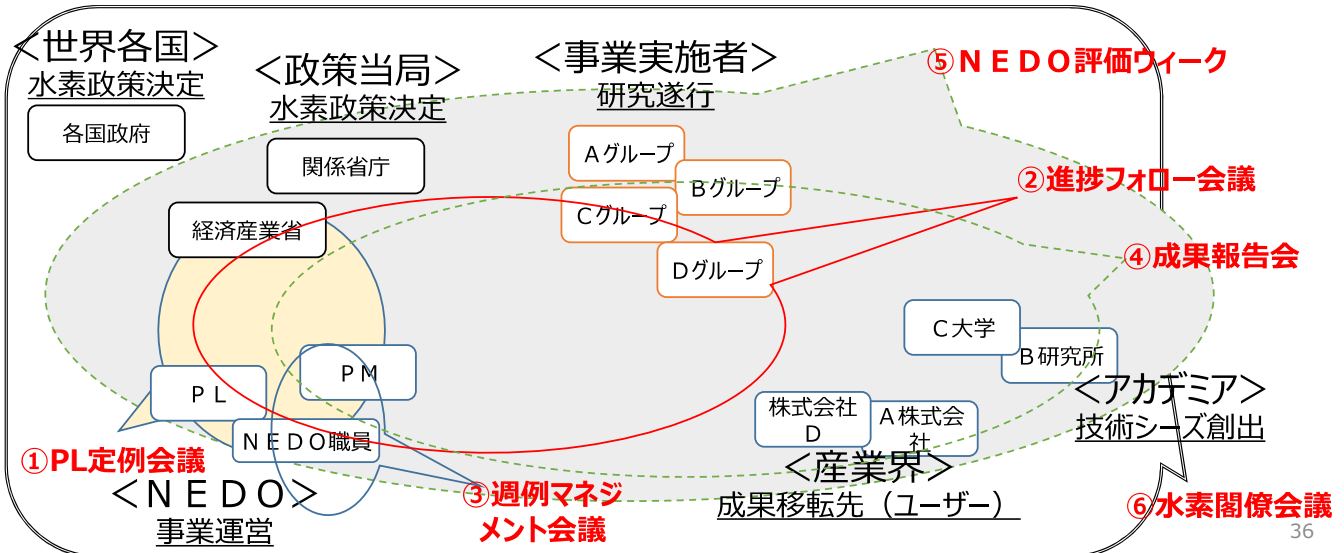 ＜世界各国＞
水素政策決定
各国政府
＜政策当局＞
水素政策決定
関係省庁
経済産業省
＜事業実施者＞
研究遂行
Ａグループ
Ｂグループ
Ｃグループ
Ｄグループ
⑤ＮＥＤＯ評価ウィーク
②進捗フォロー会議
④成果報告会
Ｃ大学
Ｂ研究所
＜アカデミア＞
技術シーズ創出
ＰＭ
ＰＬ
ＮＥＤＯ職員
①PL定例会議
＜ＮＥＤＯ＞
事業運営
③週例マネジ
メント会議
株式会社
Ｄ
Ａ株式会
社
＜産業界＞
成果移転先（ユーザー）
⑥水素閣僚会議
36